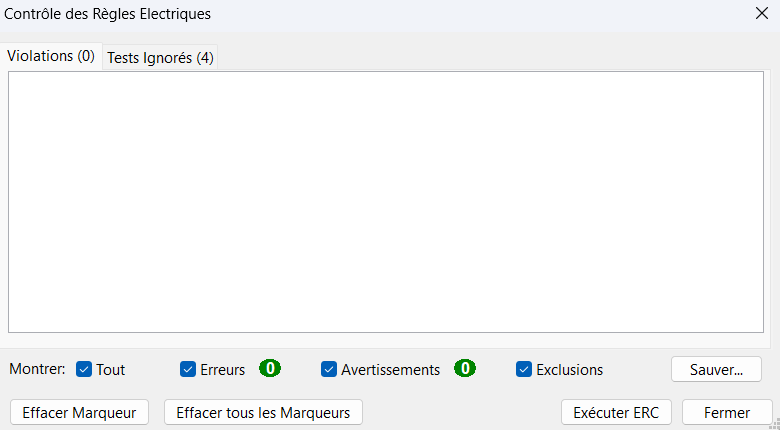 Contrôle des Règles Electriques
Violations (0) Tests Ignorés (4)
Montrer: Tout Erreurs 0 Avertissements 0 Exclusions Sauver...
Effacer Marqueur Effacer tous les Marqueurs Exécuter ERC Fermer